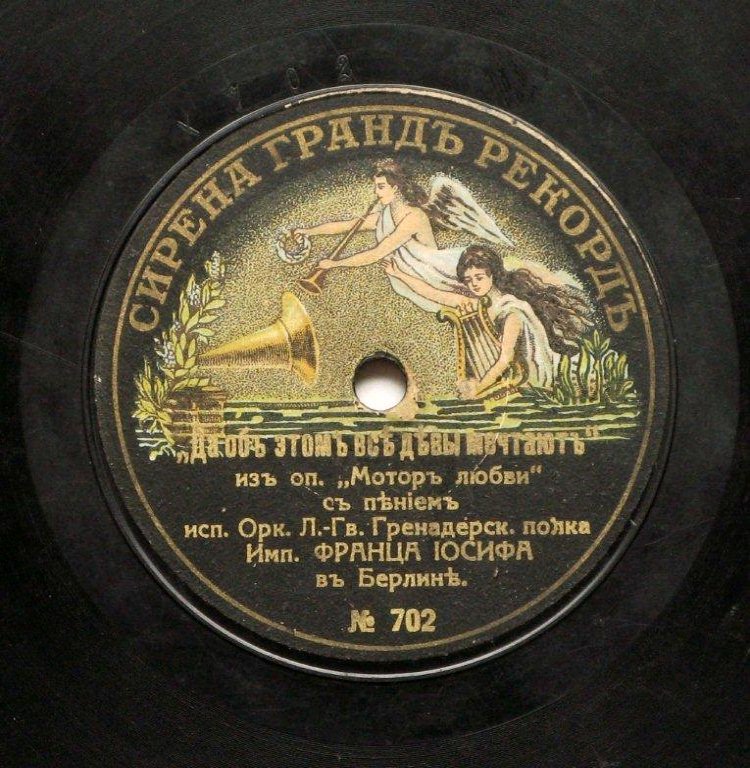 СИРЕНА ГРАНДЪ РЕКОРДЪ
„Да объ этомъ всѣ дѣвы мечтаютъ“
изъ оп. „Моторъ любви“
съ пѣніемъ
исп. Орк. Л.-Гв. Гренадерск. полка
Имп. ФРАНЦА ІОСИФА
въ Берлинѣ.
№ 702